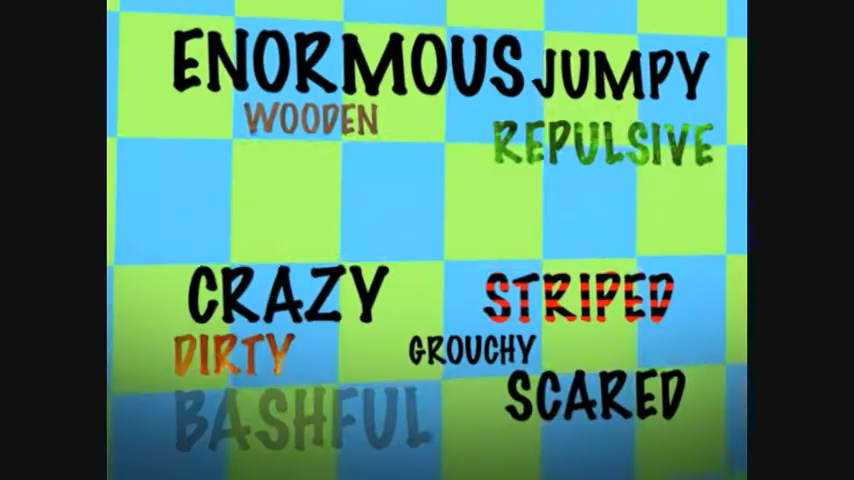 ENORMOUS JUMPY
WOODEN
REPULSIVE
CRAZY STRIPED
DIRTY GROUCHY
BASHFUL SCARED